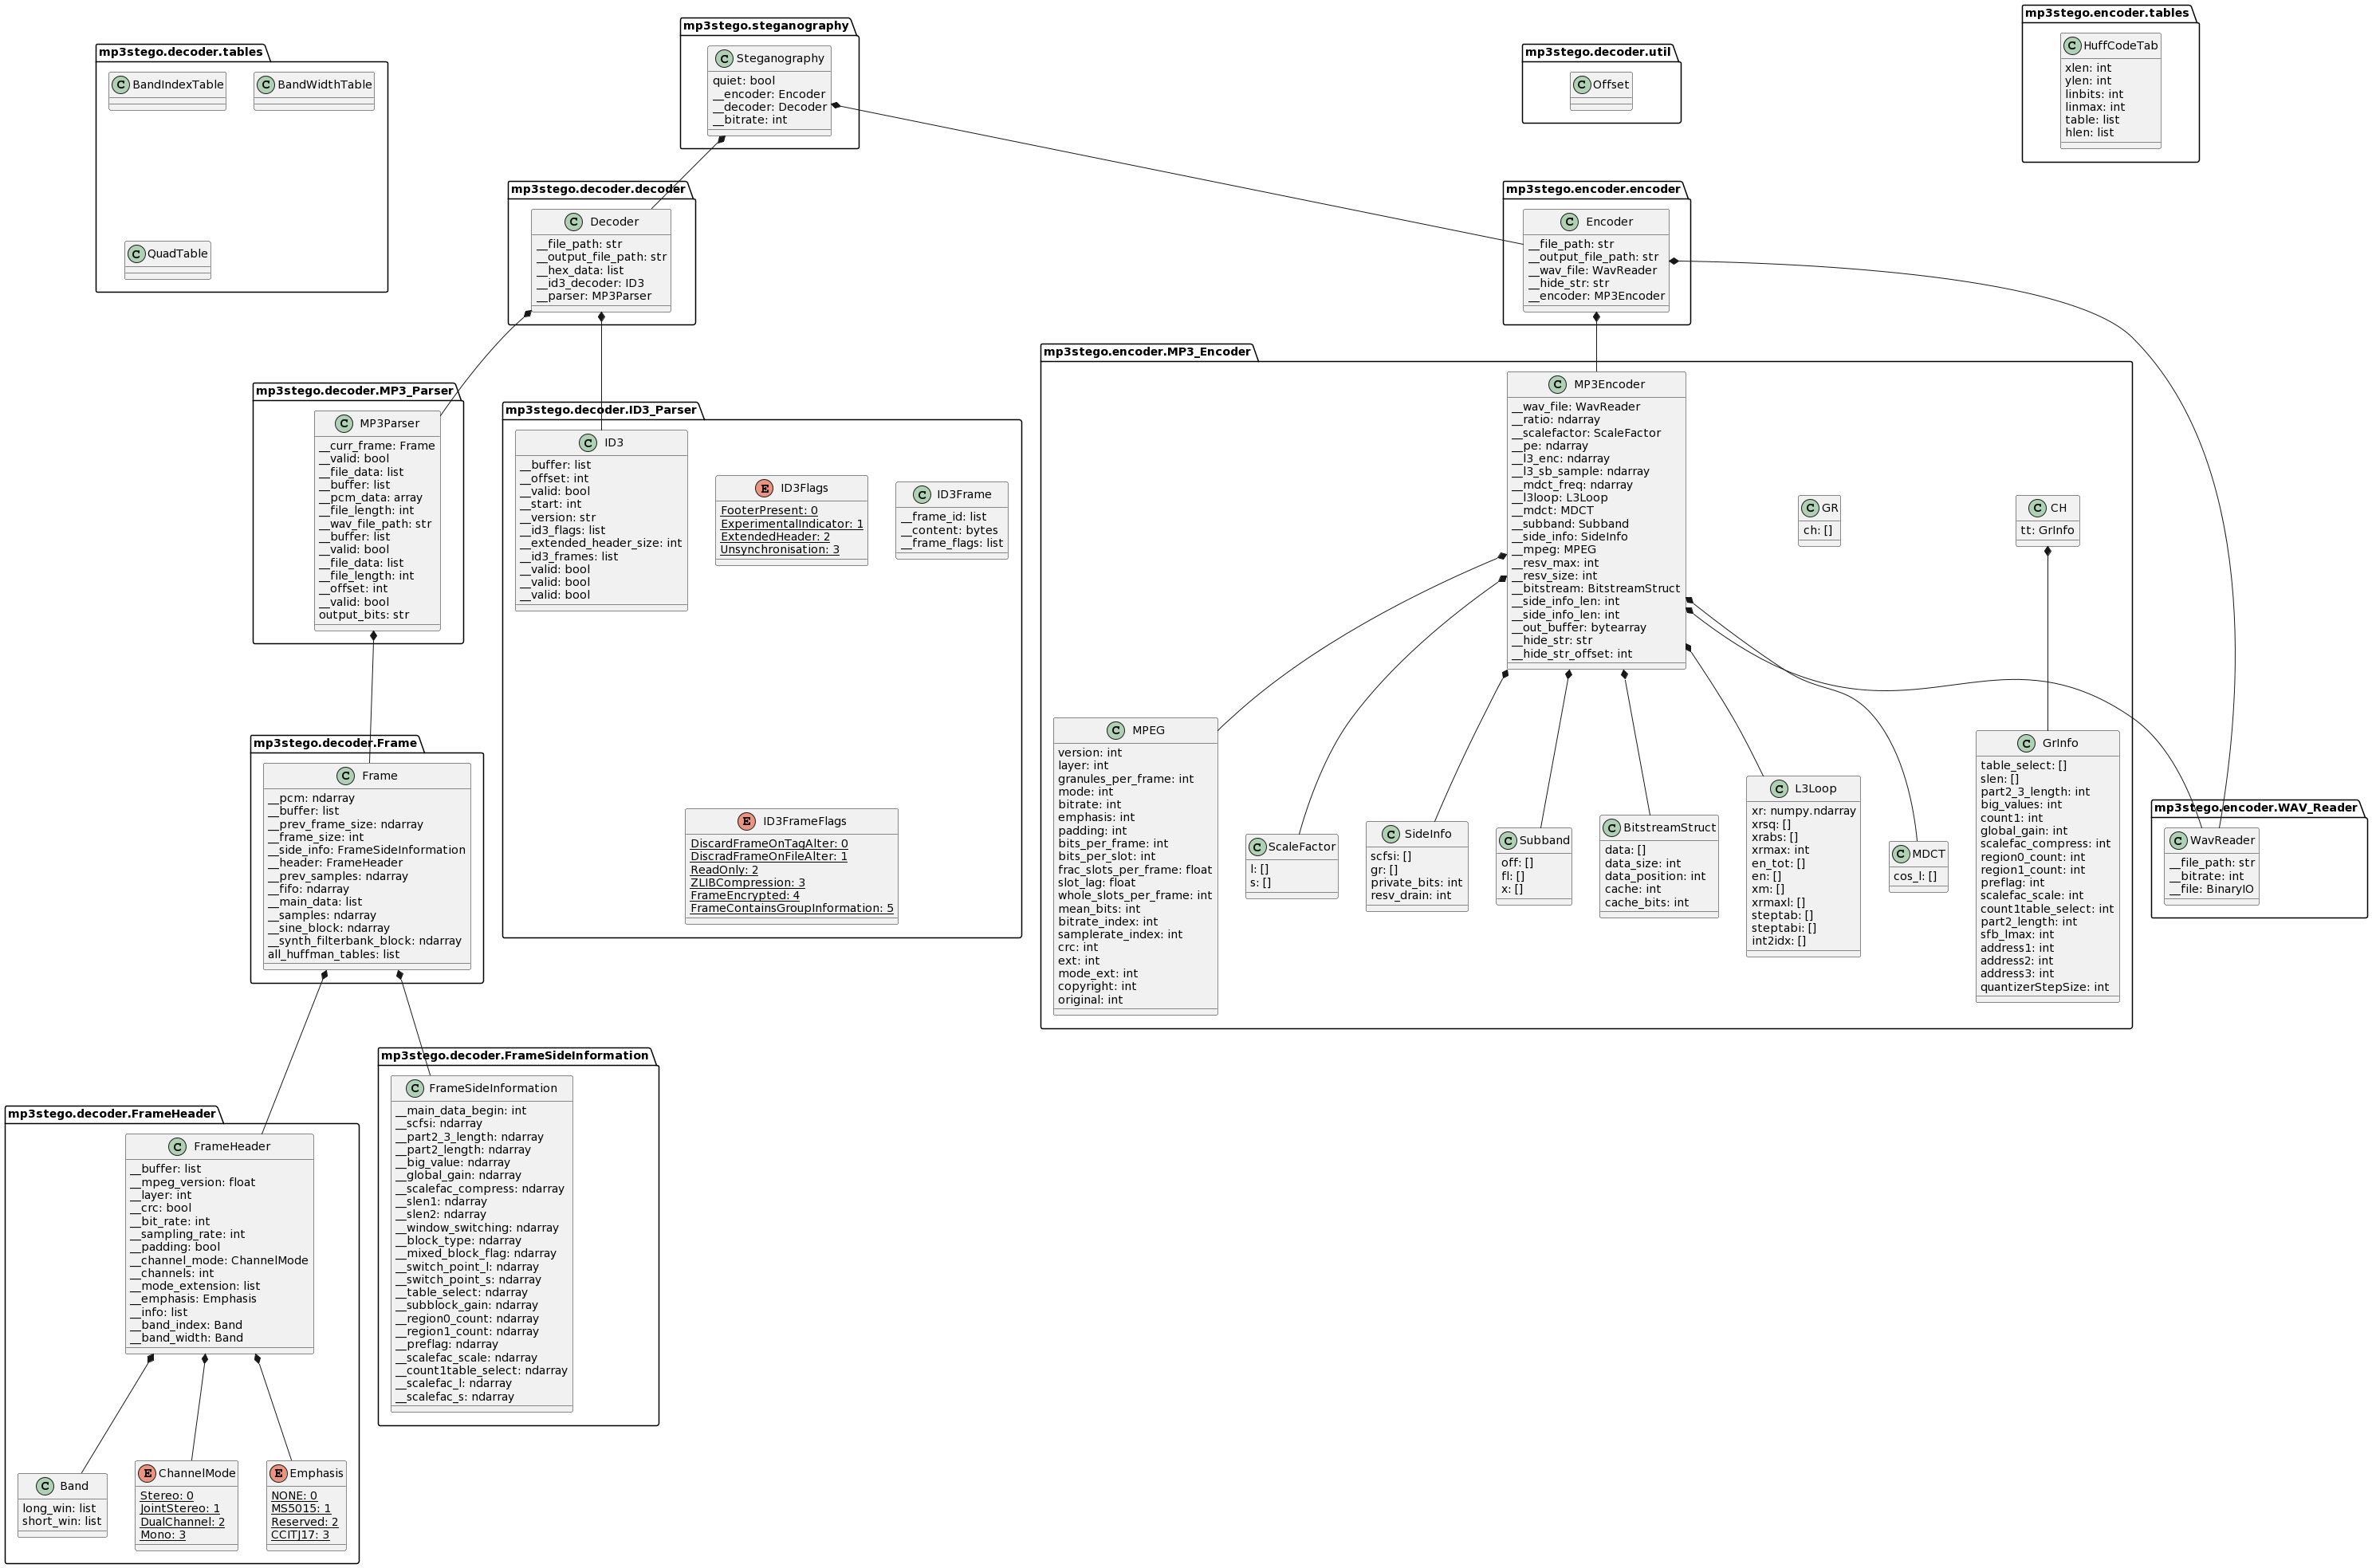 mp3stego.decoder.tables
C BandIndexTable
C BandWidthTable
C QuadTable
mp3stego.steganography
C Steganography
quiet: bool
__encoder: Encoder
__decoder: Decoder
__bitrate: int
mp3stego.decoder.util
C Offset
mp3stego.encoder.tables
C HuffCodeTab
xlen: int
ylen: int
linbits: int
linmax: int
table: list
hlen: list
mp3stego.decoder.decoder
C Decoder
__file_path: str
__output_file_path: str
__hex_data: list
__id3_decoder: ID3
__parser: MP3Parser
mp3stego.encoder.encoder
C Encoder
__file_path: str
__output_file_path: str
__wav_file: WavReader
__hide_str: str
__encoder: MP3Encoder
mp3stego.decoder.MP3_Parser
C MP3Parser
__curr_frame: Frame
__valid: bool
__file_data: list
__buffer: list
__pcm_data: array
__file_length: int
__wav_file_path: str
__buffer: list
__valid: bool
__file_data: list
__file_length: int
__offset: int
__valid: bool
output_bits: str
mp3stego.decoder.ID3_Parser
C ID3
__buffer: list
__offset: int
__valid: bool
__start: int
__version: str
__id3_flags: list
__extended_header_size: int
__id3_frames: list
__valid: bool
__valid: bool
__valid: bool
E ID3Flags
FooterPresent: 0
ExperimentalIndicator: 1
ExtendedHeader: 2
Unsynchronisation: 3
C ID3Frame
__frame_id: list
__content: bytes
__frame_flags: list
E ID3FrameFlags
DiscardFrameOnTagAlter: 0
DiscradFrameOnFileAlter: 1
ReadOnly: 2
ZLIBCompression: 3
FrameEncrypted: 4
FrameContainsGroupInformation: 5
mp3stego.encoder.MP3_Encoder
C MP3Encoder
__wav_file: WavReader
__ratio: ndarray
__scalefactor: ScaleFactor
__pe: ndarray
__l3_enc: ndarray
__l3_sb_sample: ndarray
__mdct_freq: ndarray
__l3loop: L3Loop
__mdct: MDCT
__subband: Subband
__side_info: SideInfo
__mpeg: MPEG
__resv_max: int
__resv_size: int
__bitstream: BitstreamStruct
__side_info_len: int
__side_info_len: int
__out_buffer: bytearray
__hide_str: str
__hide_str_offset: int
C GR
ch: []
C CH
tt: GrInfo
C MPEG
version: int
layer: int
granules_per_frame: int
mode: int
bitrate: int
emphasis: int
padding: int
bits_per_frame: int
bits_per_slot: int
frac_slots_per_frame: float
slot_lag: float
whole_slots_per_frame: int
mean_bits: int
bitrate_index: int
samplerate_index: int
crc: int
ext: int
mode_ext: int
copyright: int
original: int
C ScaleFactor
l: []
s: []
C SideInfo
scfsi: []
gr: []
private_bits: int
resv_drain: int
C Subband
off: []
fl: []
x: []
C BitstreamStruct
data: []
data_size: int
data_position: int
cache: int
cache_bits: int
C L3Loop
xr: numpy.ndarray
xrsq: []
xrabs: []
xrmax: int
en_tot: []
en: []
xm: []
xrmaxl: []
steptab: []
steptabi: []
int2idx: []
C MDCT
cos_l: []
C GrInfo
table_select: []
slen: []
part2_3_length: int
big_values: int
count1: int
global_gain: int
scalefac_compress: int
region0_count: int
region1_count: int
preflag: int
scalefac_scale: int
count1table_select: int
part2_length: int
sfb_lmax: int
address1: int
address2: int
address3: int
quantizerStepSize: int
mp3stego.encoder.WAV_Reader
C WavReader
__file_path: str
__bitrate: int
__file: BinaryIO
mp3stego.decoder.Frame
C Frame
__pcm: ndarray
__buffer: list
__prev_frame_size: ndarray
__frame_size: int
__side_info: FrameSideInformation
__header: FrameHeader
__prev_samples: ndarray
__fifo: ndarray
__main_data: list
__samples: ndarray
__sine_block: ndarray
__synth_filterbank_block: ndarray
all_huffman_tables: list
mp3stego.decoder.FrameSideInformation
C FrameSideInformation
__main_data_begin: int
__scfsi: ndarray
__part2_3_length: ndarray
__part2_length: ndarray
__big_value: ndarray
__global_gain: ndarray
__scalefac_compress: ndarray
__slen1: ndarray
__slen2: ndarray
__window_switching: ndarray
__block_type: ndarray
__mixed_block_flag: ndarray
__switch_point_l: ndarray
__switch_point_s: ndarray
__table_select: ndarray
__subblock_gain: ndarray
__region0_count: ndarray
__region1_count: ndarray
__preflag: ndarray
__scalefac_scale: ndarray
__count1table_select: ndarray
__scalefac_l: ndarray
__scalefac_s: ndarray
mp3stego.decoder.FrameHeader
C FrameHeader
__buffer: list
__mpeg_version: float
__layer: int
__crc: bool
__bit_rate: int
__sampling_rate: int
__padding: bool
__channel_mode: ChannelMode
__channels: int
__mode_extension: list
__emphasis: Emphasis
__info: list
__band_index: Band
__band_width: Band
C Band
long_win: list
short_win: list
E ChannelMode
Stereo: 0
JointStereo: 1
DualChannel: 2
Mono: 3
E Emphasis
NONE: 0
MS5015: 1
Reserved: 2
CCITJ17: 3